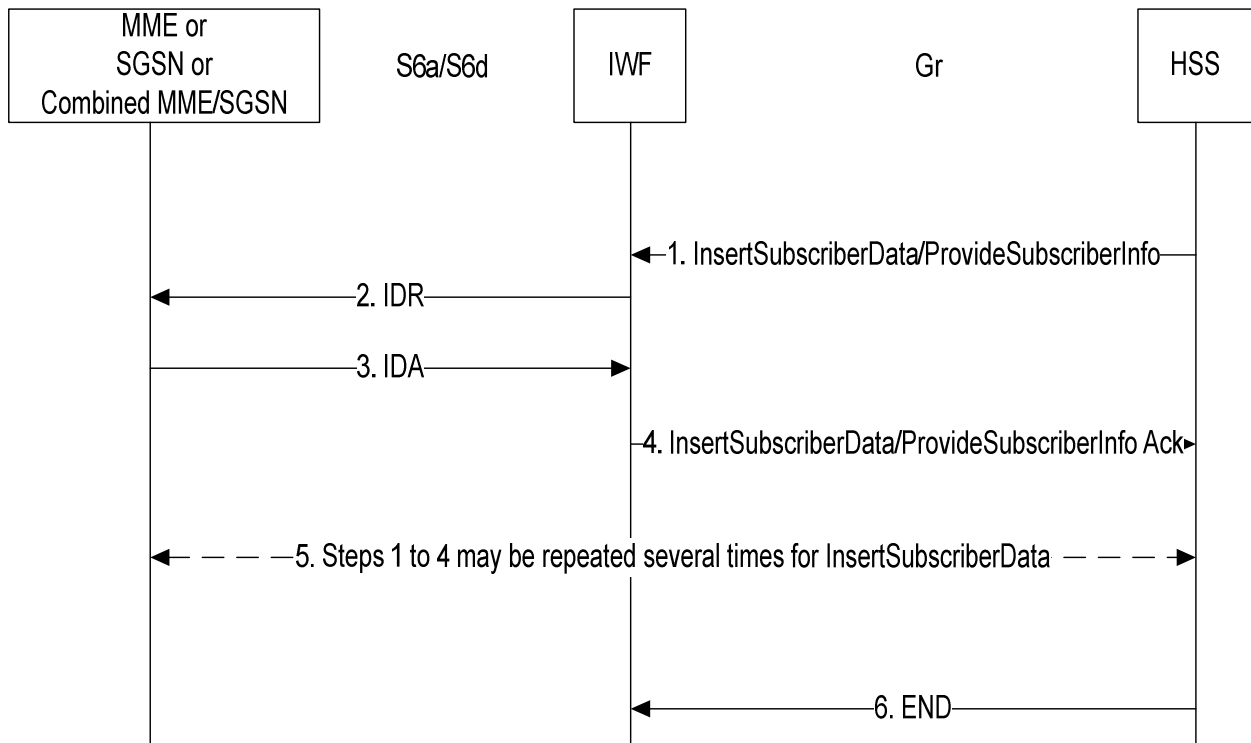 MME or
SGSN or
Combined MME/SGSN
S6a/S6d
IWF
Gr
HSS
1. InsertSubscriberData/ProvideSubscriberInfo
2. IDR
3. IDA
4. InsertSubscriberData/ProvideSubscriberInfo Ack
5. Steps 1 to 4 may be repeated several times for InsertSubscriberData
6. END